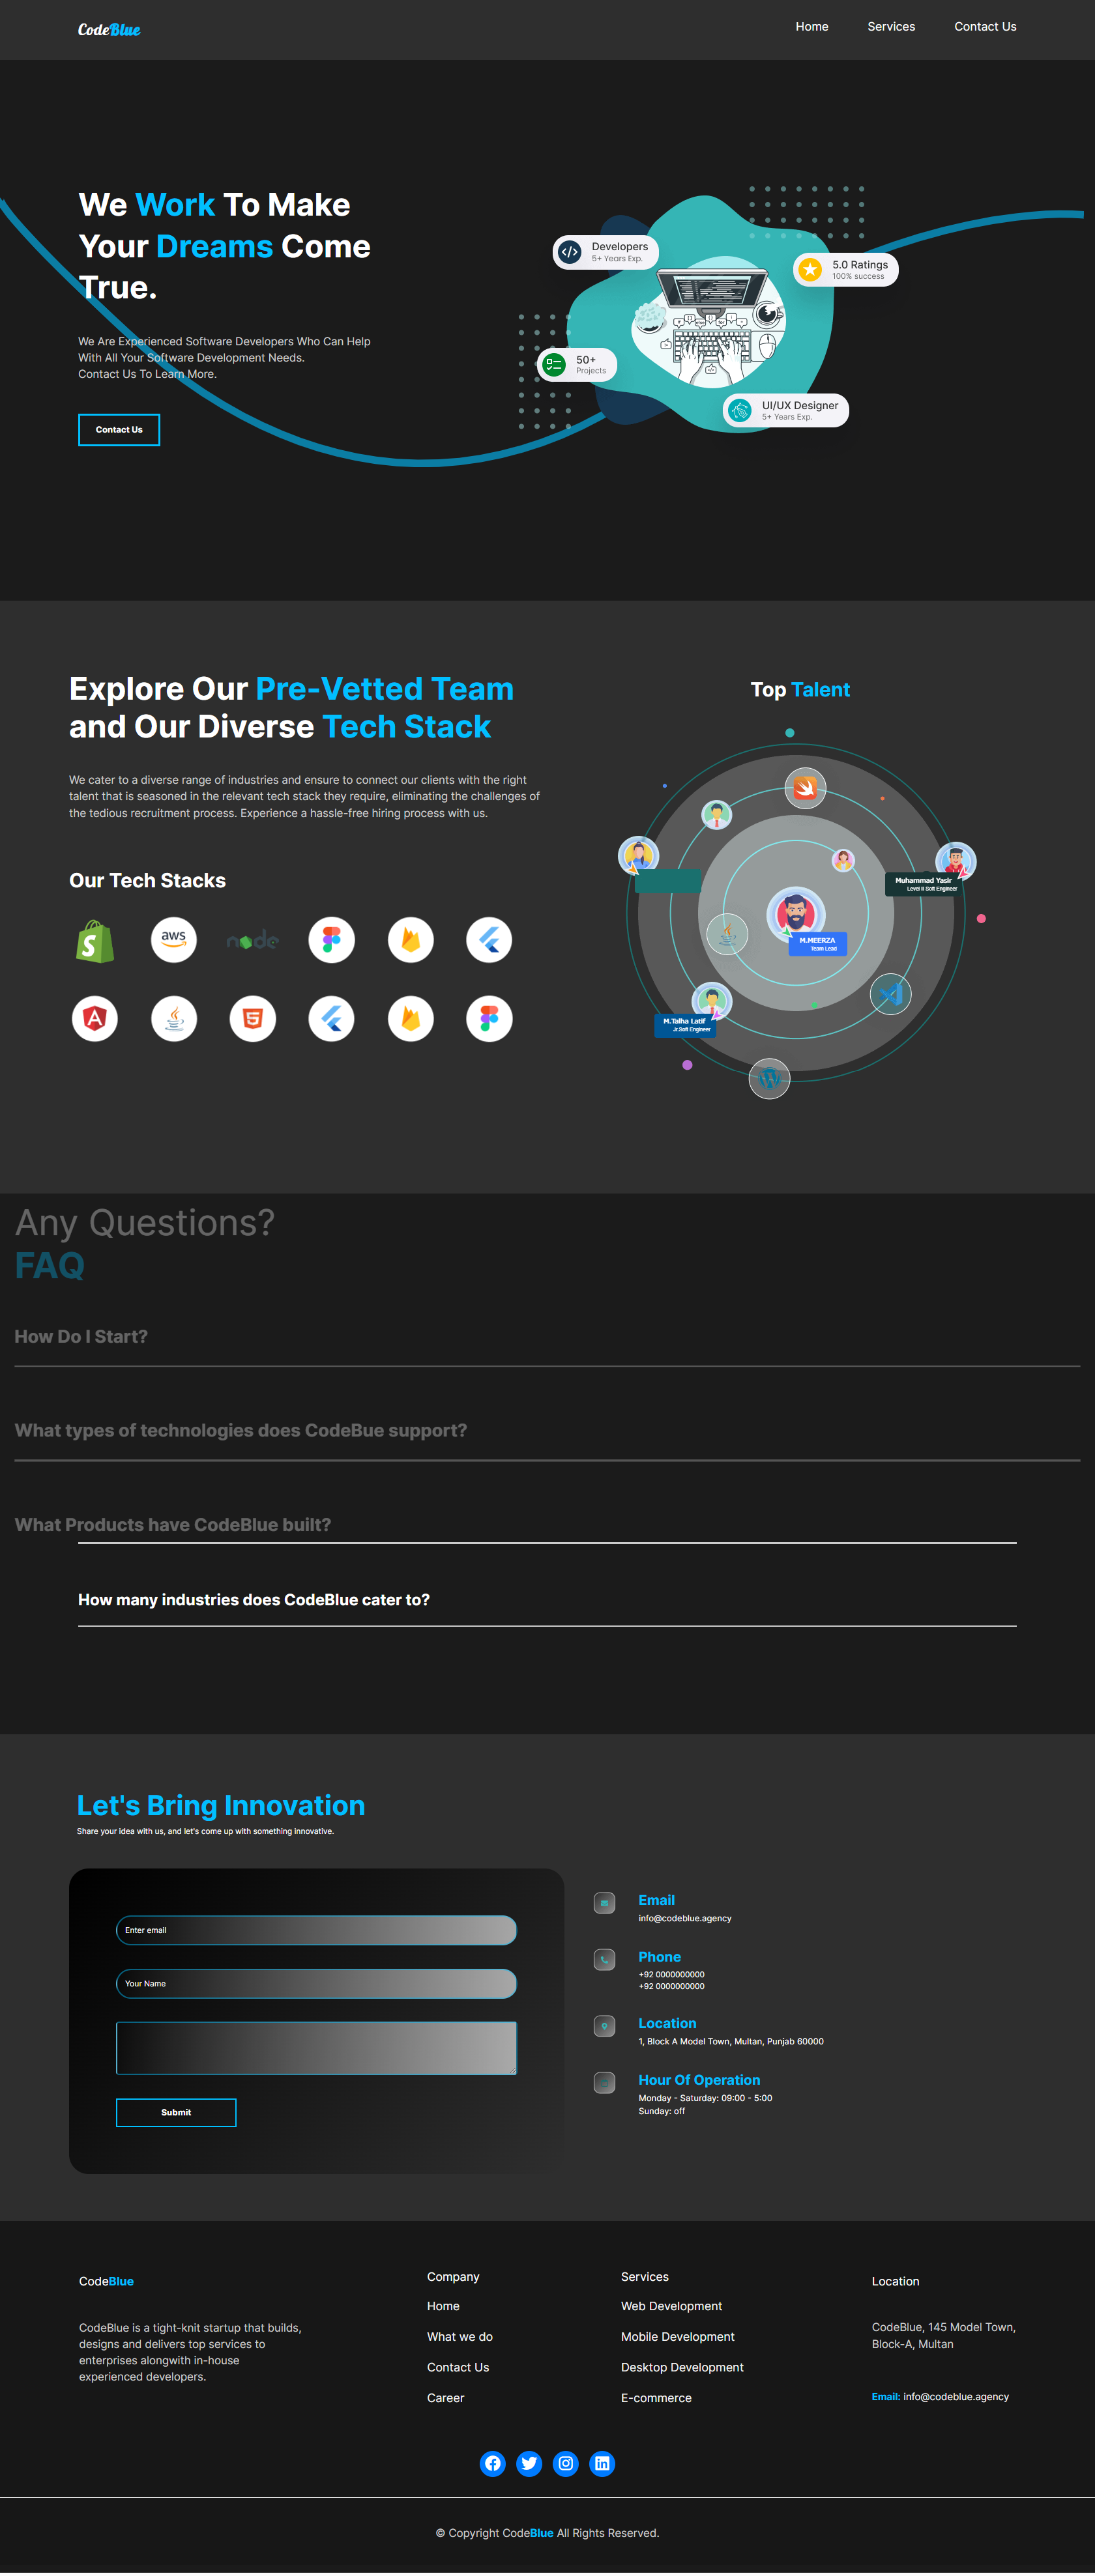 CodeBlue
Home Services Contact Us
We Work To Make
Your Dreams Come
True.
We Are Experienced Software Developers Who Can Help
With All Your Software Development Needs.
Contact Us To Learn More.
Contact Us
Developers
5+ Years Exp.
5.0 Ratings
100% success
50+
Projects
UI/UX Designer
5+ Years Exp.
Explore Our Pre-Vetted Team
and Our Diverse Tech Stack
We cater to a diverse range of industries and ensure to connect our clients with the right
talent that is seasoned in the relevant tech stack they require, eliminating the challenges of
the tedious recruitment process. Experience a hassle-free hiring process with us.
Our Tech Stacks
aws
node
Top Talent
Muhammad Yasir
Level II Soft Engineer
M.MEERZA
Team Lead
M.Talha Latif
Jr.Soft Engineer
Any Questions?
FAQ
How Do I Start?
What types of technologies does CodeBue support?
What Products have CodeBlue built?
How many industries does CodeBlue cater to?
Let's Bring Innovation
Share your idea with us, and let's come up with something innovative.
Enter email
Your Name
Submit
Email
info@codeblue.agency
Phone
+92 0000000000
+92 0000000000
Location
1, Block A Model Town, Multan, Punjab 60000
Hour Of Operation
Monday - Saturday: 09:00 - 5:00
Sunday: off
CodeBlue
CodeBlue is a tight-knit startup that builds,
designs and delivers top services to
enterprises alongwith in-house
experienced developers.
Company
Home
What we do
Contact Us
Career
Services
Web Development
Mobile Development
Desktop Development
E-commerce
Location
CodeBlue, 145 Model Town,
Block-A, Multan
Email: info@codeblue.agency
© Copyright CodeBlue All Rights Reserved.